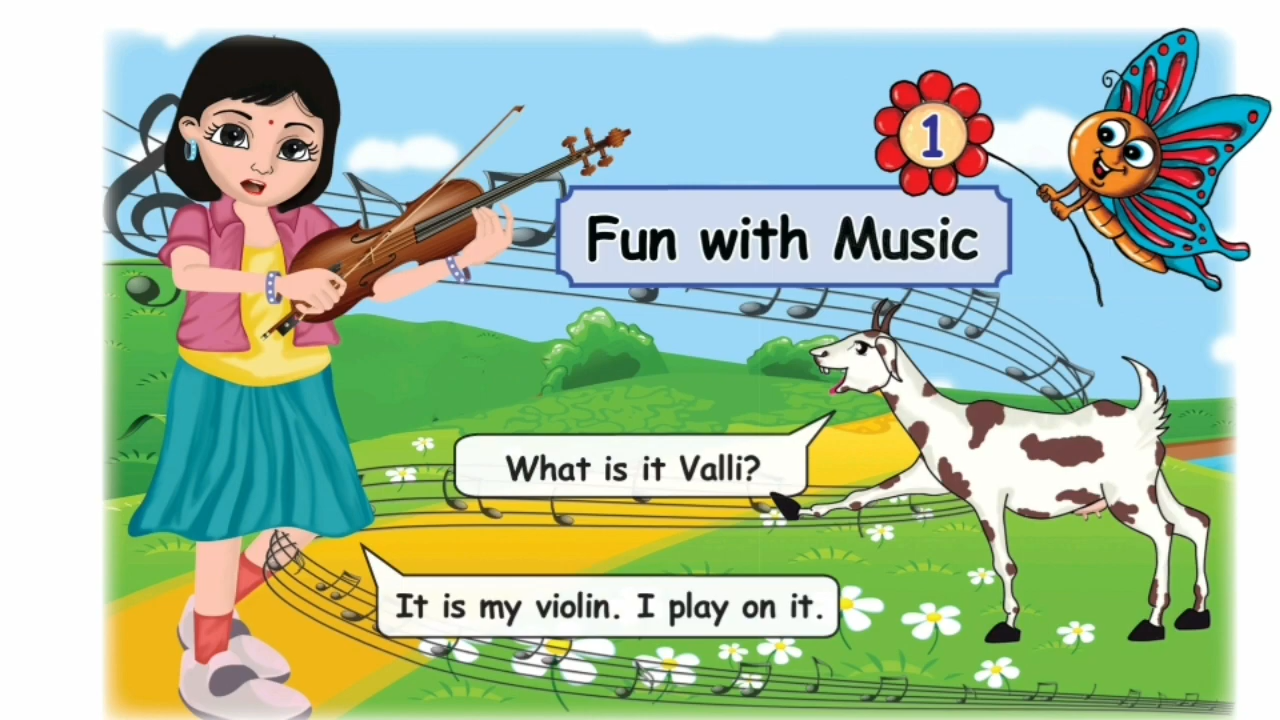 1
Fun with Music
What is it Valli?
It is my violin. I play on it.